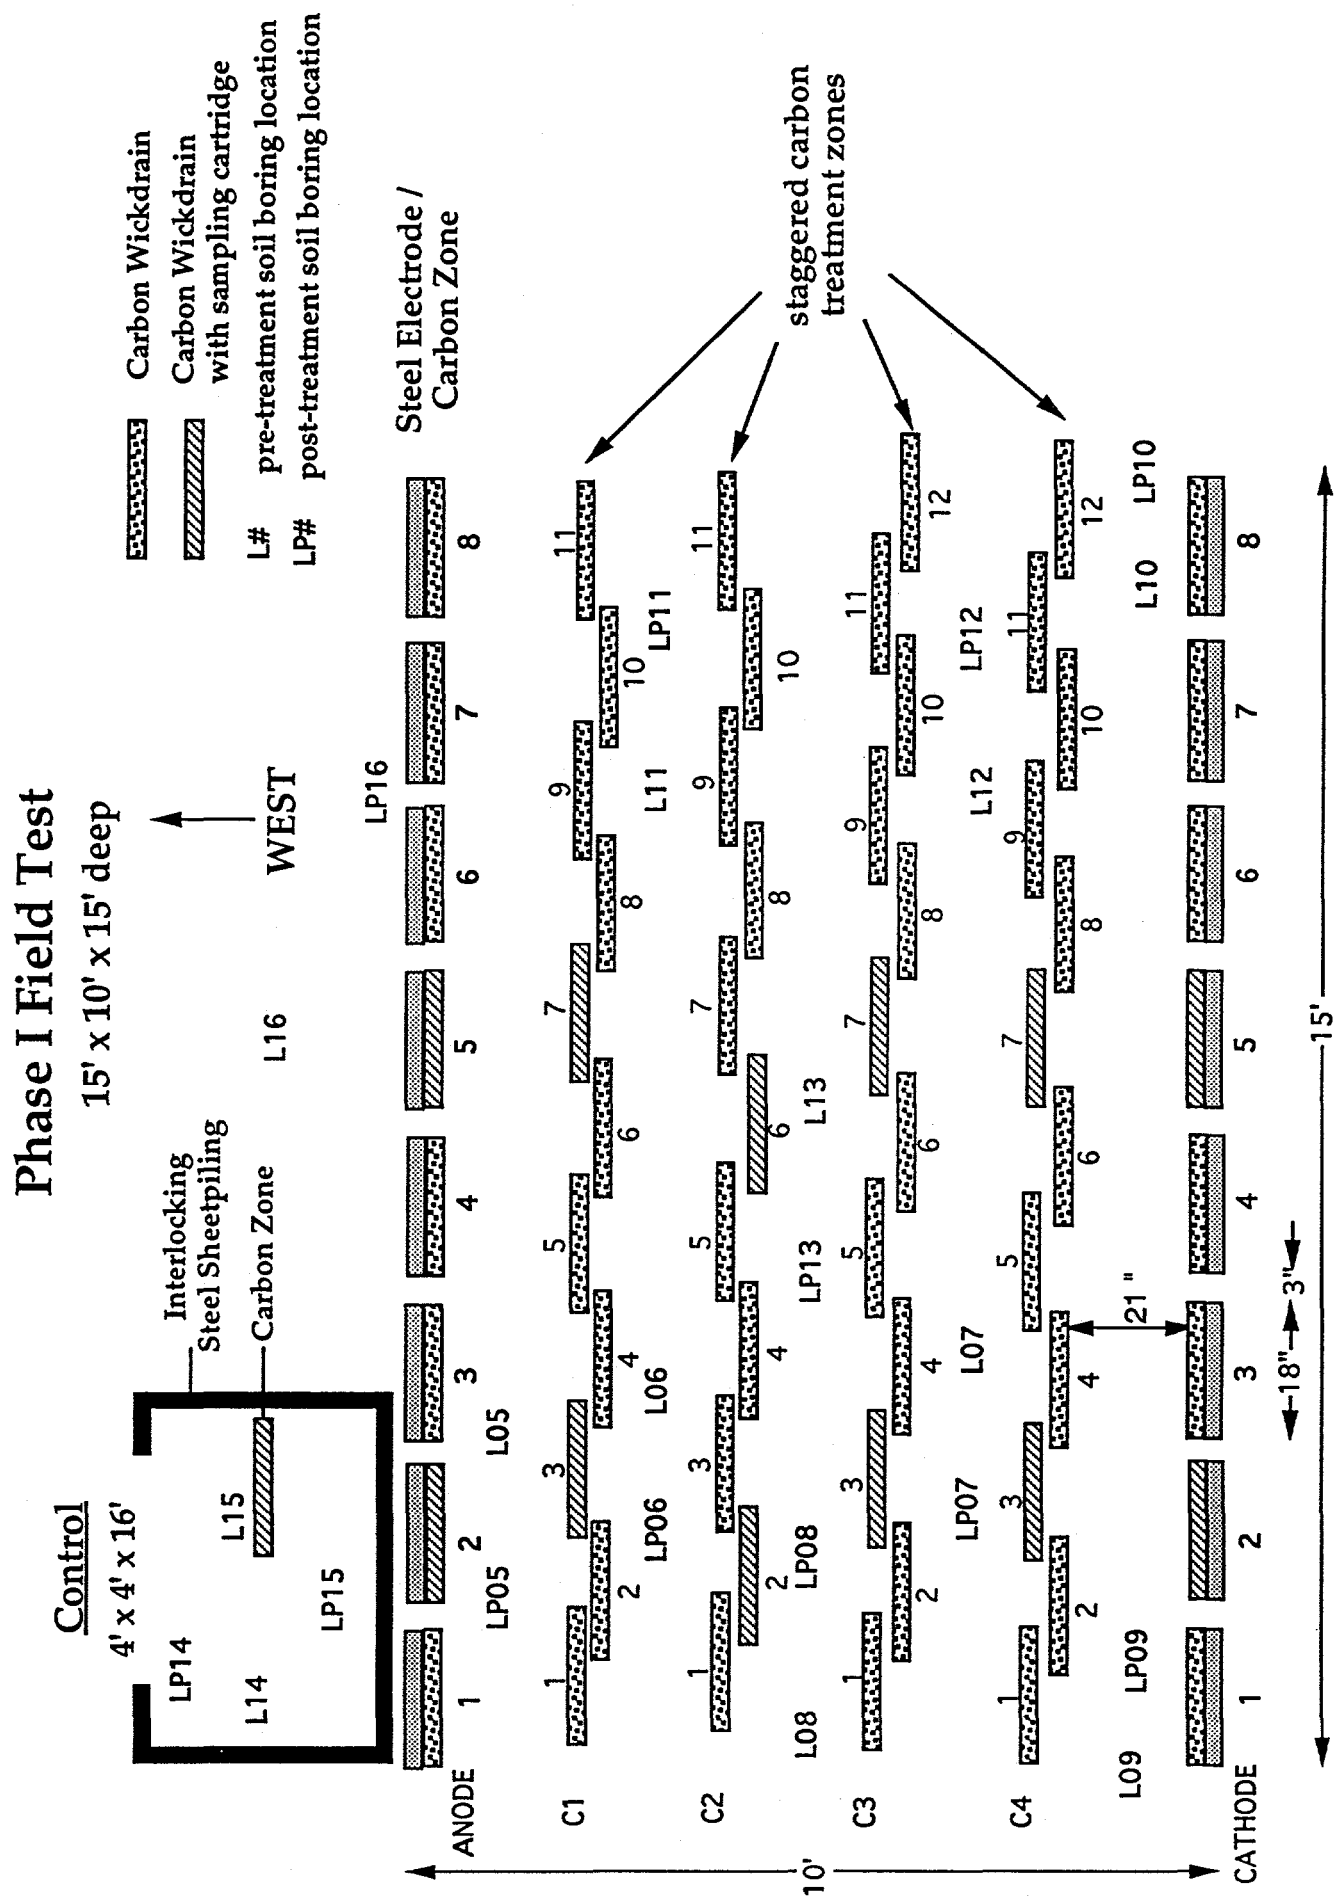 Phase I Field Test
15' x 10' x 15' deep
Control
4' x 4' x 16'
Interlocking
Steel Sheetpiling
Carbon Zone
WEST
Carbon Wickdrain
Carbon Wickdrain
with sampling cartridge
L# pre-treatment soil boring location
LP# post-treatment soil boring location
LP14
L14
L15
LP15
L16
LP16
Steel Electrode /
Carbon Zone
ANODE
1 2 3 4 5 6 7 8
LP05 L05
C1
1 3 5 7 9 11
2 4 6 8 10
LP06 L06 L11 LP11
C2
1 3 5 7 9 11
2 4 6 8 10
L08 LP08 LP13 L13
staggered carbon
treatment zones
C3
1 3 5 7 9 11
2 4 6 8 10 12
LP07 L07 L12 LP12
C4
1 3 5 7 9 11
2 4 6 8 10 12
21"
L09 LP09 L10 LP10
CATHODE
1 2 3 4 5 6 7 8
18" 3"
10'
15'